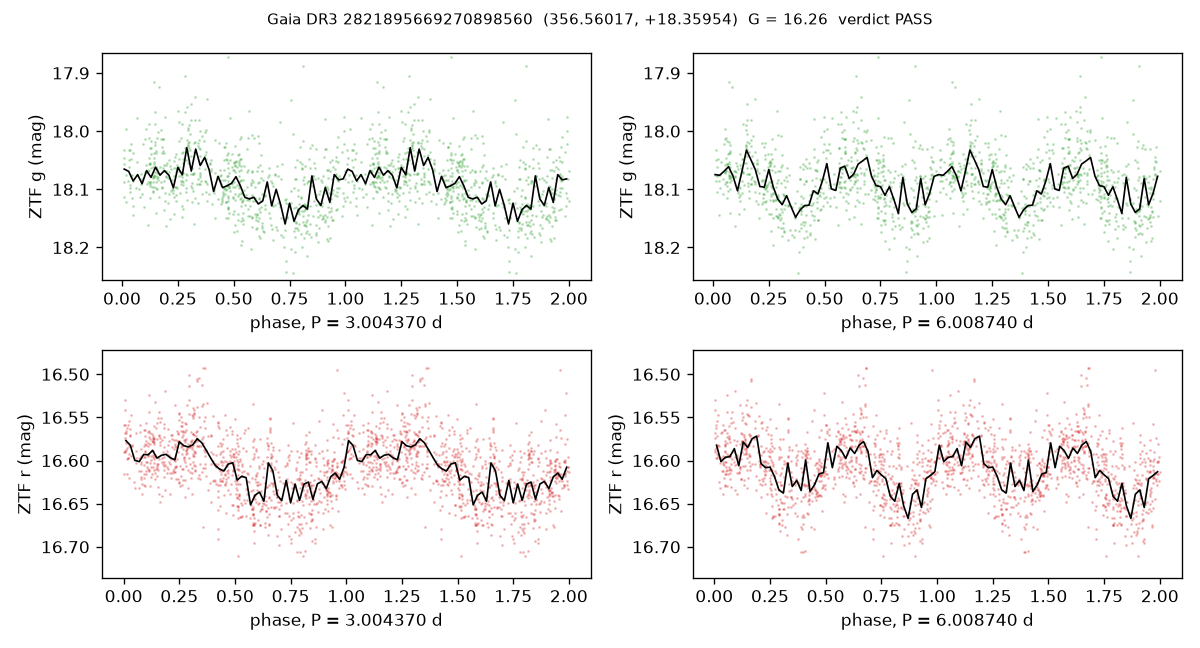 Gaia DR3 2821895669270898560 (356.56017, +18.35954) G = 16.26 verdict PASS
ZTF g (mag)
17.9
18.0
18.1
18.2
0.00 0.25 0.50 0.75 1.00 1.25 1.50 1.75 2.00
phase, P = 3.004370 d
ZTF g (mag)
17.9
18.0
18.1
18.2
0.00 0.25 0.50 0.75 1.00 1.25 1.50 1.75 2.00
phase, P = 6.008740 d
ZTF r (mag)
16.50
16.55
16.60
16.65
16.70
0.00 0.25 0.50 0.75 1.00 1.25 1.50 1.75 2.00
phase, P = 3.004370 d
ZTF r (mag)
16.50
16.55
16.60
16.65
16.70
0.00 0.25 0.50 0.75 1.00 1.25 1.50 1.75 2.00
phase, P = 6.008740 d